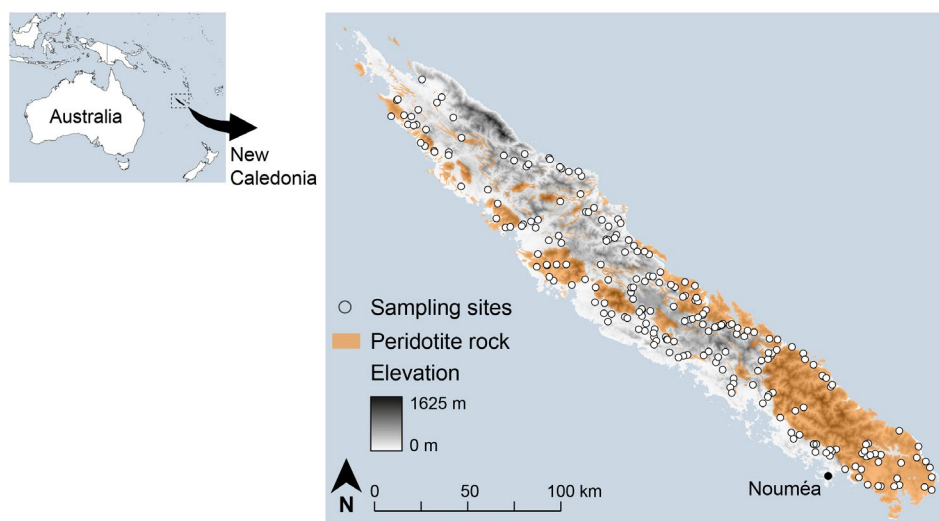 Australia
New
Caledonia
Sampling sites
Peridotite rock
Elevation
1625 m
0 m
N
0 50 100 km
Nouméa